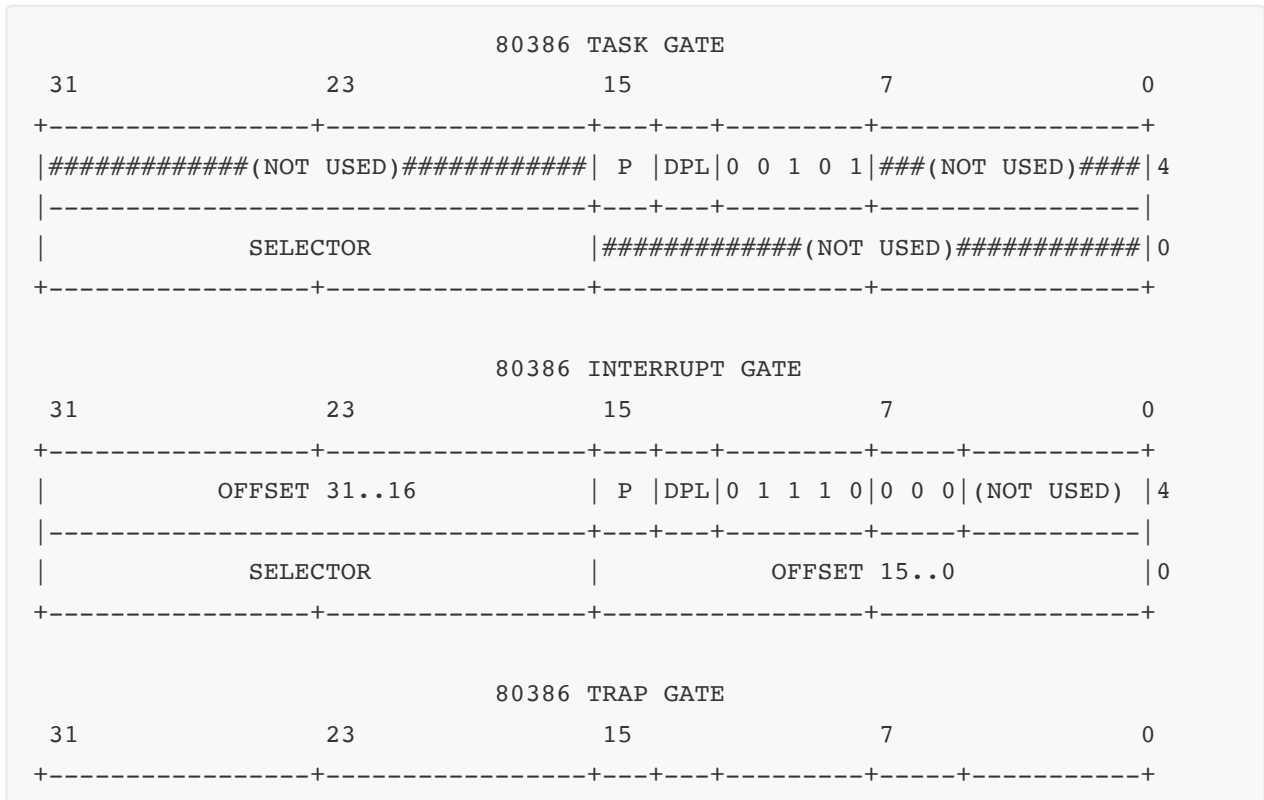 80386 TASK GATE
 31                23                15                7                0
+-----------------+-----------------+---+---+---------+-----------------+
|#############(NOT USED)############| P |DPL|0 0 1 0 1|###(NOT USED)####|4
|-----------------------------------+---+---+---------+-----------------|
|             SELECTOR              |#############(NOT USED)############|0
+-----------------+-----------------+-----------------+-----------------+
                              80386 INTERRUPT GATE
 31                23                15                7                0
+-----------------+-----------------+---+---+---------+-----+-----------+
|           OFFSET 31..16           | P |DPL|0 1 1 1 0|0 0 0|(NOT USED) |4
|-----------------------------------+---+---+---------+-----+-----------|
|             SELECTOR              |           OFFSET 15..0            |0
+-----------------+-----------------+-----------------+-----------------+
                              80386 TRAP GATE
 31                23                15                7                0
+-----------------+-----------------+---+---+---------+-----+-----------+